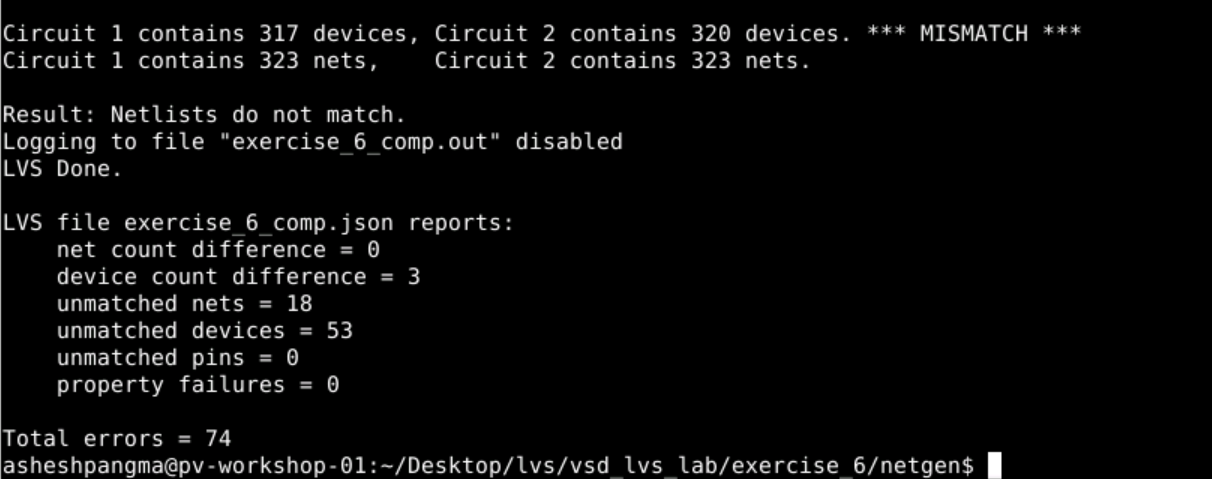 Circuit 1 contains 317 devices, Circuit 2 contains 320 devices. *** MISMATCH ***
Circuit 1 contains 323 nets,    Circuit 2 contains 323 nets.
Result: Netlists do not match.
Logging to file "exercise_6_comp.out" disabled
LVS Done.
LVS file exercise_6_comp.json reports:
    net count difference = 0
    device count difference = 3
    unmatched nets = 18
    unmatched devices = 53
    unmatched pins = 0
    property failures = 0
Total errors = 74
asheshpangma@pv-workshop-01:~/Desktop/lvs/vsd_lvs_lab/exercise_6/netgen$